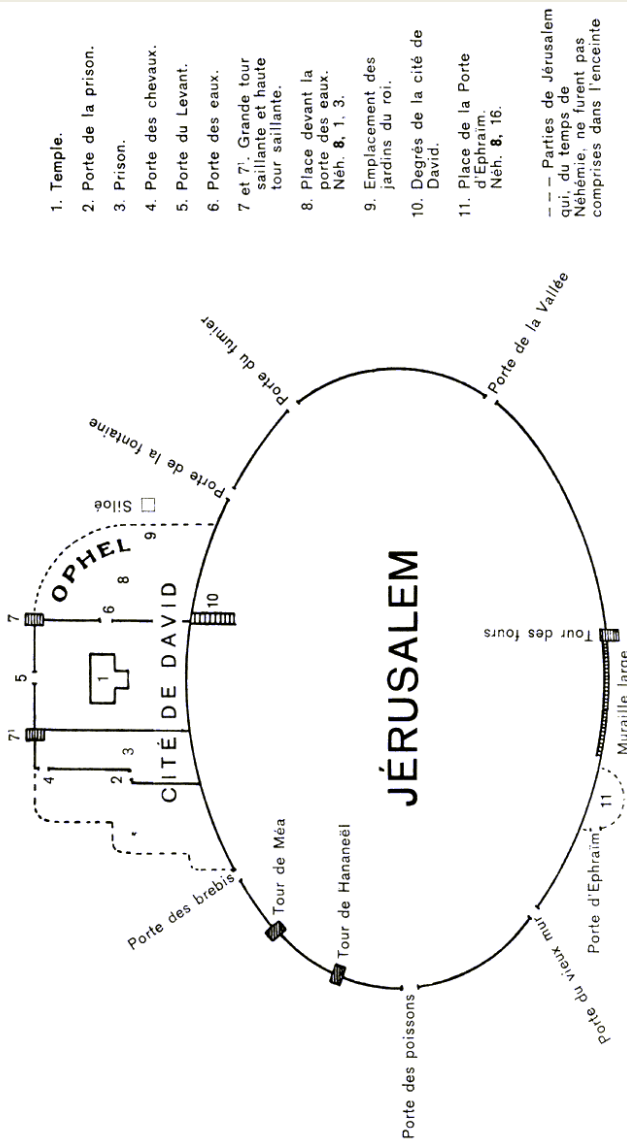 1. Temple.
2. Porte de la prison.
3. Prison.
4. Porte des chevaux.
5. Porte du Levant.
6. Porte des eaux.
7 et 7¹. Grande tour
saillante et haute
tour saillante.
8. Place devant la
porte des eaux.
Néh. 8, 1, 3.
9. Emplacement des
jardins du roi.
10. Degrés de la cité de
David.
11. Place de la Porte
d'Ephraïm.
Néh. 8, 16.
--- Parties de Jérusalem
qui, du temps de
Néhémie, ne furent pas
comprises dans l'enceinte
Porte du fumier
Porte de la fontaine
Porte de la Vallée
Siloé
OPHEL
9
8
7
6
10
5
1
CITÉ DE DAVID
7¹
3
4
2
JÉRUSALEM
Tour des fours
Muraille large
11
Porte d'Ephraïm
Porte du vieux mur
Porte des brebis
Tour de Méa
Tour de Hananeël
Porte des poissons